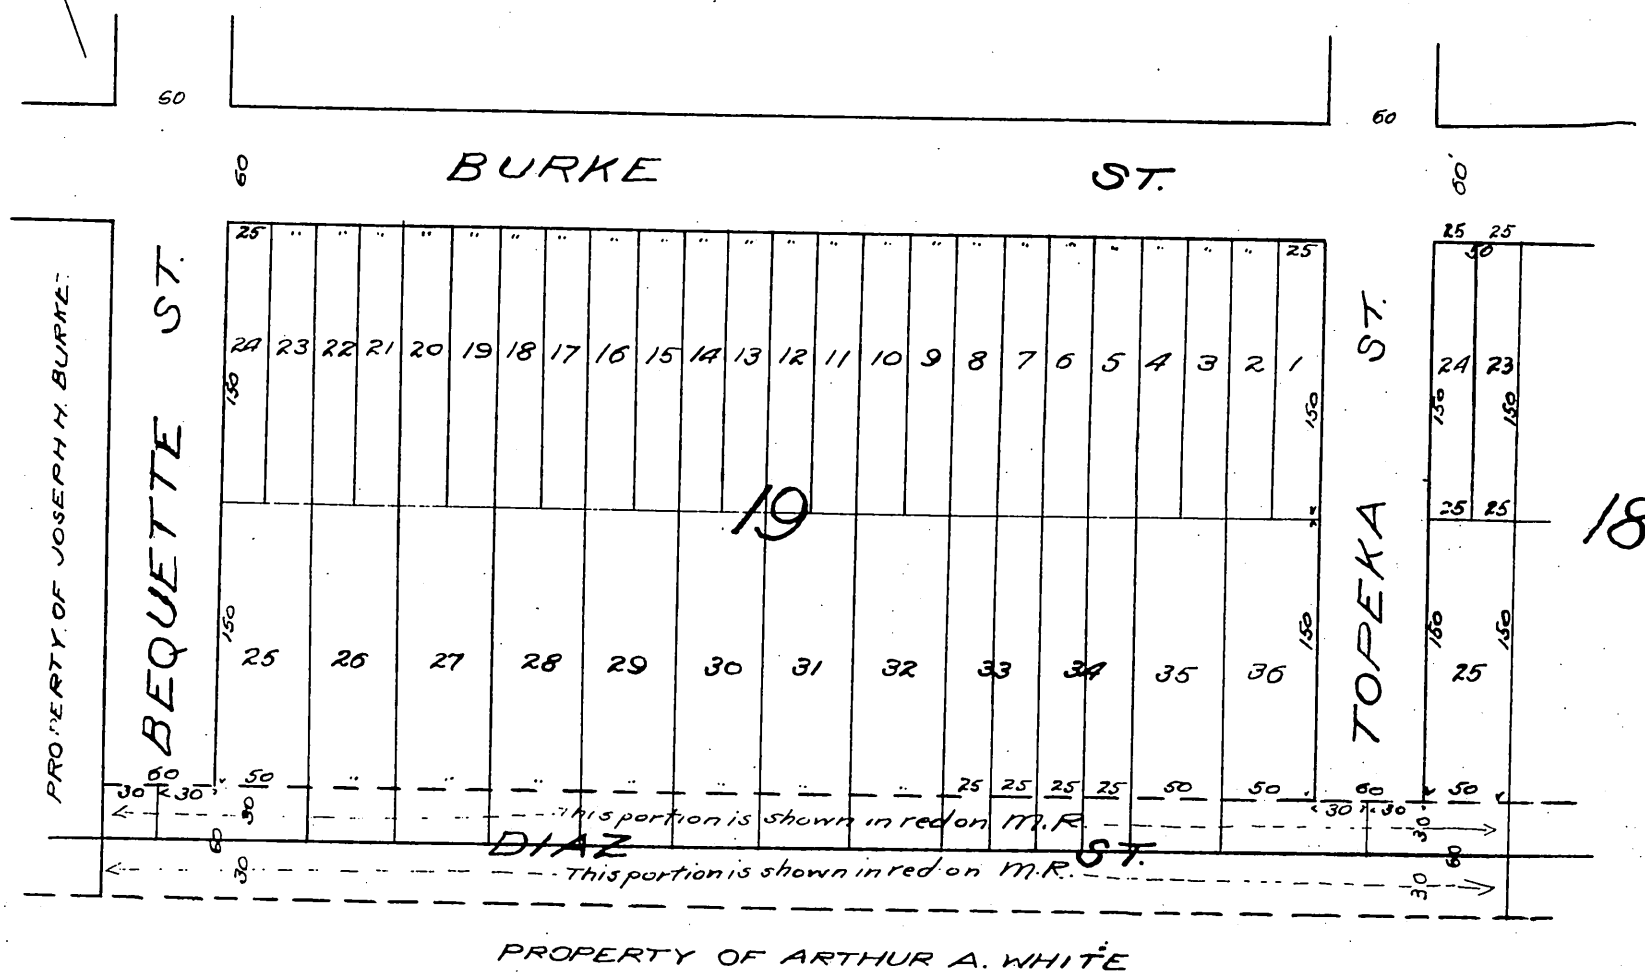 60 60
BURKE ST.
60 60'
25 " " " " " " " " " " " " " " " " " " " " " " 25
25 25
50
24 23 22 21 20 19 18 17 16 15 14 13 12 11 10 9 8 7 6 5 4 3 2 1
24 23
150 150 150 150
PROPERTY OF JOSEPH H. BURKE.
BEQUETTE ST.
TOPEKA ST.
19
18
25 25
150 150 150 150
25 26 27 28 29 30 31 32 33 34 35 36
25
60 50 " " " " " " " 25 25 25 25 50 50 60 50
30 30 30 30
30 This portion is shown in red on M.R. 30
60 DIAZ ST. 60
30 This portion is shown in red on M.R. 30
PROPERTY OF ARTHUR A. WHITE